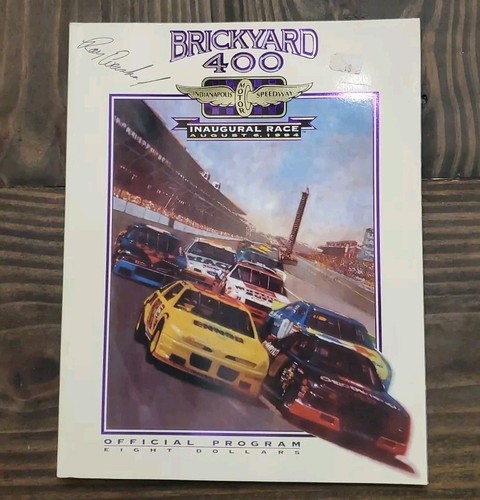 BRICKYARD
400
INDIANAPOLIS MOTOR SPEEDWAY
INAUGURAL RACE
AUGUST 6, 1994
OFFICIAL PROGRAM
EIGHT DOLLARS